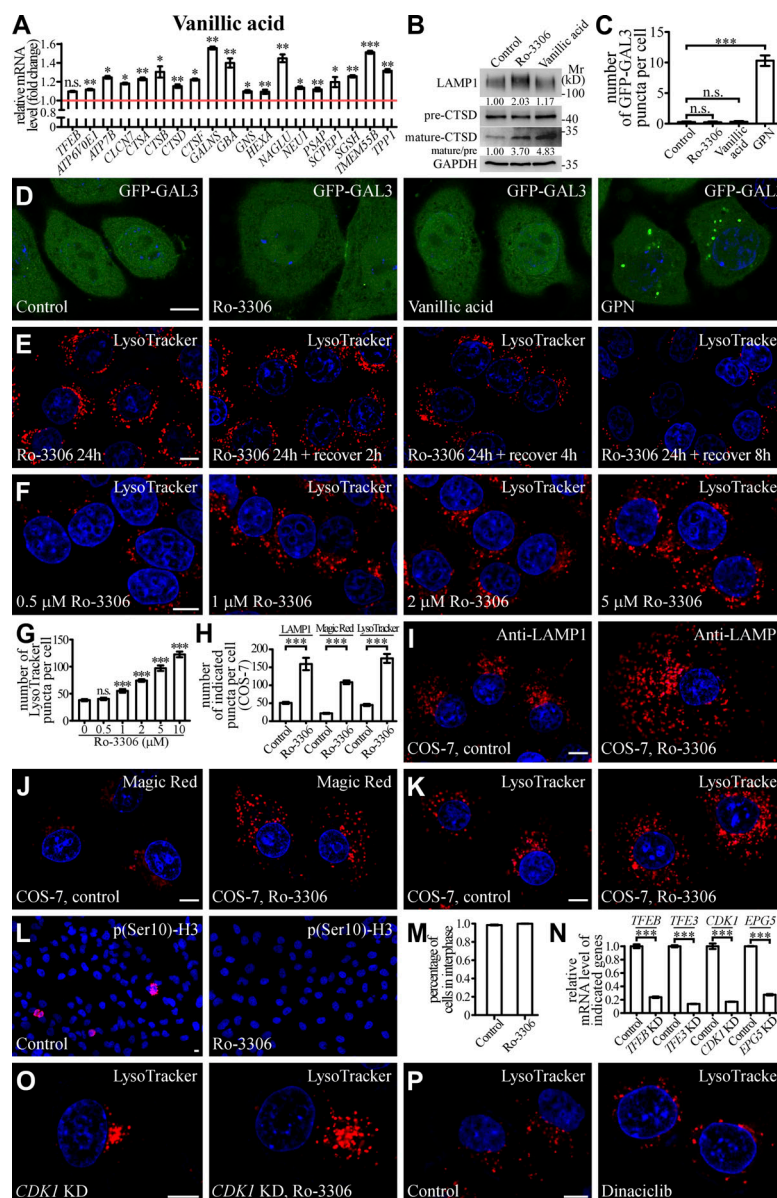 A
Vanillic acid
relative mRNA level (fold change)
1.6
1.4
1.2
1.0
0.8
n.s. ** * * ** * ** * ** ** * ** ** * ** * ** *** **
TFEB ATP6V0E1 ATP7B CLCN7 CTSA CTSB CTSD CTSF GALNS GBA GNS HEXA NAGLU NEU1 PSAP SCPEP1 SGSH TMEM55B TPP1
B
Control Ro-3306 Vanillic acid
Mr (kD)
LAMP1
-100
1.00 2.03 1.17
pre-CTSD
-40
-35
mature-CTSD
mature/pre 1.00 3.70 4.83
GAPDH
-35
C
number of GFP-GAL3 puncta per cell
15
10
5
0
***
n.s.
n.s.
Control Ro-3306 Vanillic acid GPN
D
GFP-GAL3
Control
GFP-GAL3
Ro-3306
GFP-GAL3
Vanillic acid
GFP-GAL
GPN
E
LysoTracker
Ro-3306 24h
LysoTracker
Ro-3306 24h + recover 2h
LysoTracker
Ro-3306 24h + recover 4h
LysoTracker
Ro-3306 24h + recover 8h
F
LysoTracker
0.5 μM Ro-3306
LysoTracker
1 μM Ro-3306
LysoTracker
2 μM Ro-3306
LysoTracker
5 μM Ro-3306
G
number of LysoTracker puncta per cell
150
100
50
0
n.s. *** *** *** ***
0 0.5 1 2 5 10
Ro-3306 (μM)
H
number of indicated puncta per cell (COS-7)
200
150
100
50
0
LAMP1 Magic Red LysoTracker
*** *** ***
Control Ro-3306 Control Ro-3306 Control Ro-3306
I
Anti-LAMP1
COS-7, control
Anti-LAMP
COS-7, Ro-3306
J
Magic Red
COS-7, control
Magic Red
COS-7, Ro-3306
K
LysoTracker
COS-7, control
LysoTracker
COS-7, Ro-3306
L
p(Ser10)-H3
Control
p(Ser10)-H3
Ro-3306
M
percentage of cells in interphase
1.0
0.8
0.6
0.4
0.2
0
Control Ro-3306
N
relative mRNA level of indicated genes
1.0
0.8
0.6
0.4
0.2
0
TFEB TFE3 CDK1 EPG5
*** *** *** ***
Control TFEB KD Control TFE3 KD Control CDK1 KD Control EPG5 KD
O
LysoTracker
CDK1 KD
LysoTracker
CDK1 KD, Ro-3306
P
LysoTracker
Control
LysoTracker
Dinaciclib